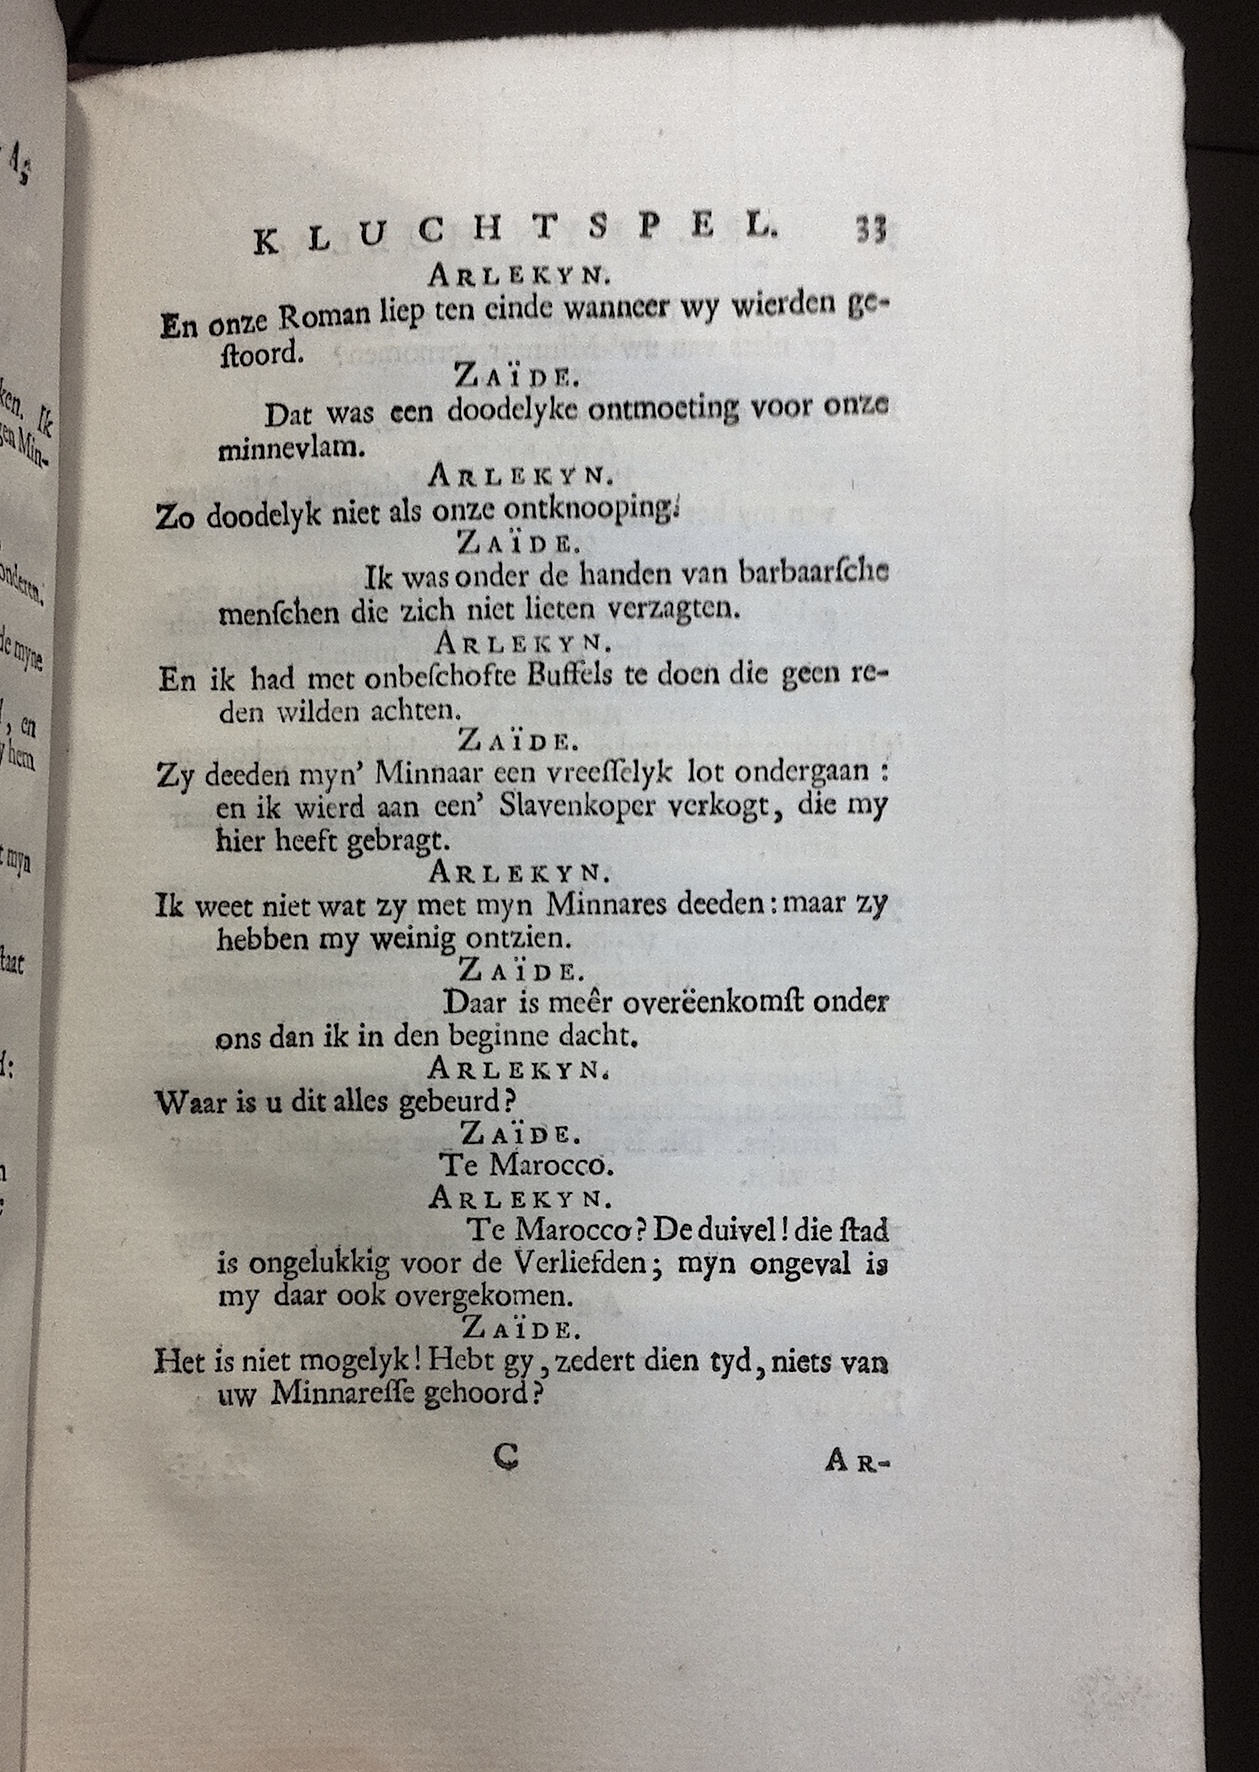 KLUCHTSPEL. 33
ARLEKYN.
En onze Roman liep ten einde wanneer wy wierden ge-
ſtoord.
ZAÏDE.
Dat was een doodelyke ontmoeting voor onze
minnevlam.
ARLEKYN.
Zo doodelyk niet als onze ontknooping.
ZAÏDE.
Ik was onder de handen van barbaarſche
menſchen die zich niet lieten verzagten.
ARLEKYN.
En ik had met onbeſchofte Buffels te doen die geen re-
den wilden achten.
ZAÏDE.
Zy deeden myn' Minnaar een vreeſſelyk lot ondergaan :
en ik wierd aan een' Slavenkoper verkogt, die my
hier heeft gebragt.
ARLEKYN.
Ik weet niet wat zy met myn Minnares deeden: maar zy
hebben my weinig ontzien.
ZAÏDE.
Daar is meêr overëenkomſt onder
ons dan ik in den beginne dacht.
ARLEKYN.
Waar is u dit alles gebeurd?
ZAÏDE.
Te Marocco.
ARLEKYN.
Te Marocco? De duivel! die ſtad
is ongelukkig voor de Verliefden; myn ongeval is
my daar ook overgekomen.
ZAÏDE.
Het is niet mogelyk! Hebt gy, zedert dien tyd, niets van
uw Minnareſſe gehoord?
C AR-